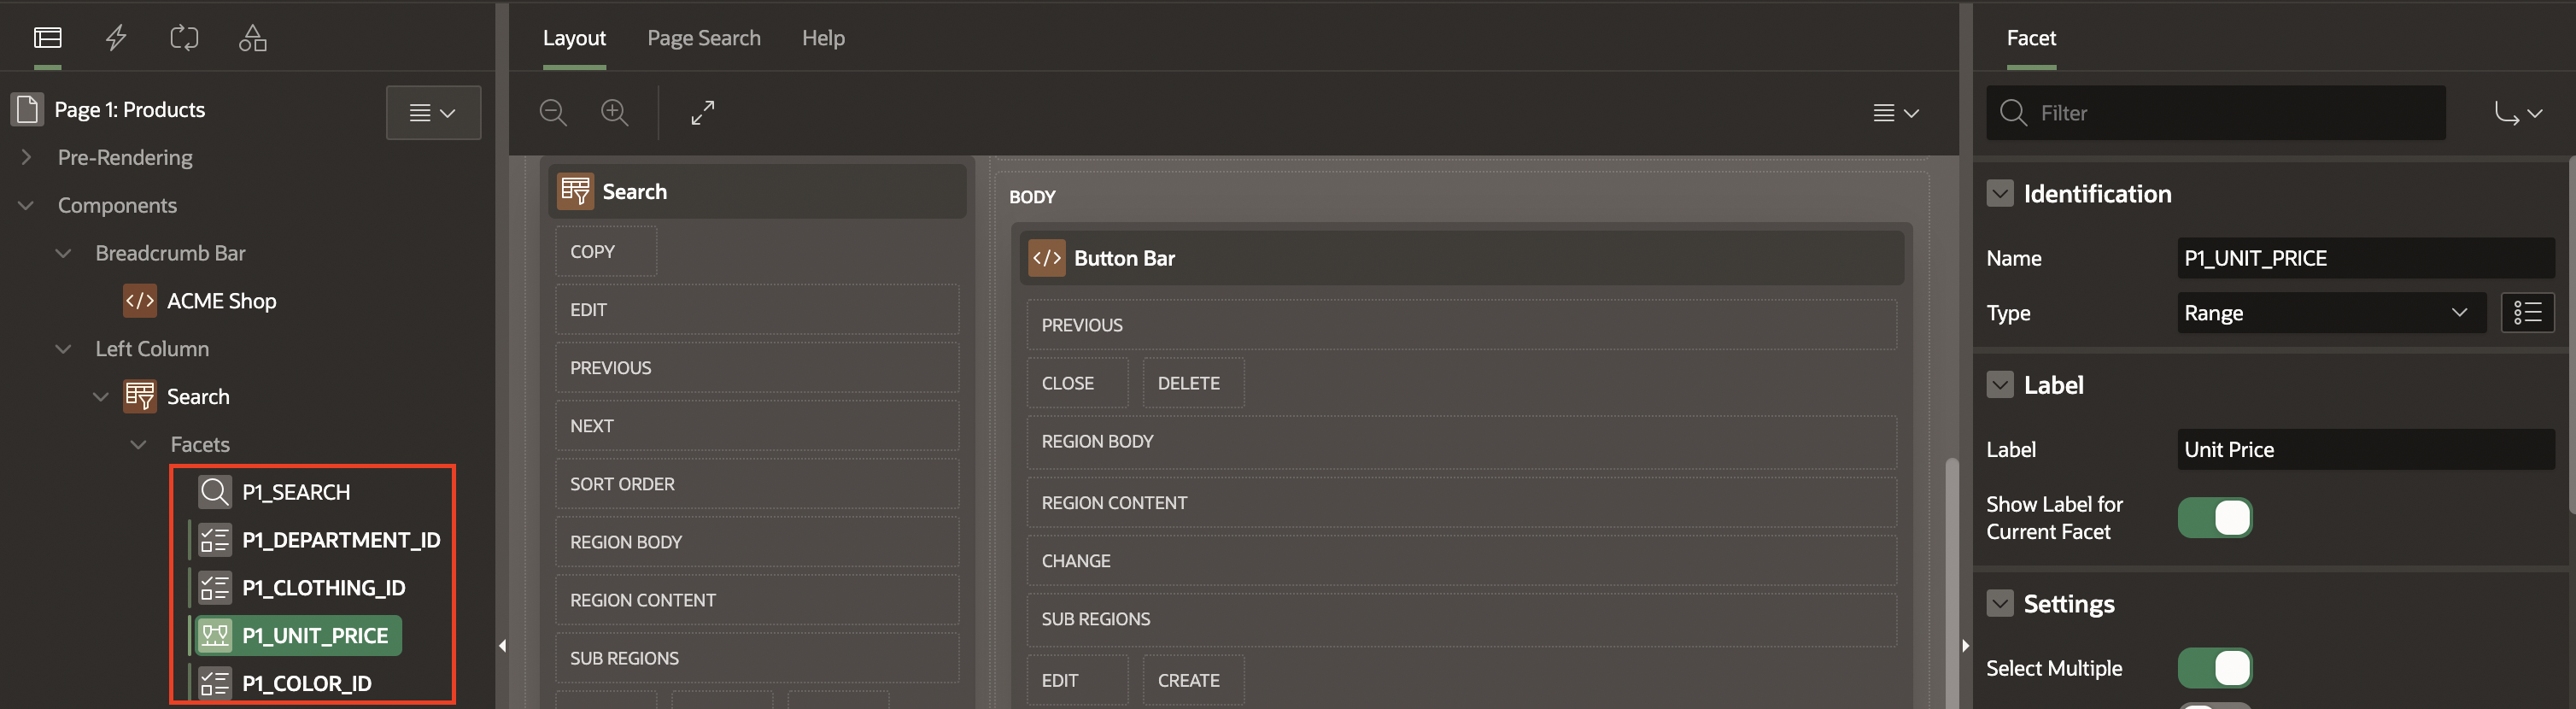 Layout
Page Search
Help
Facet
Page 1: Products
Filter
Pre-Rendering
Components
Breadcrumb Bar
ACME Shop
Left Column
Search
Facets
P1_SEARCH
P1_DEPARTMENT_ID
P1_CLOTHING_ID
P1_UNIT_PRICE
P1_COLOR_ID
Search
COPY
EDIT
PREVIOUS
NEXT
SORT ORDER
REGION BODY
REGION CONTENT
SUB REGIONS
BODY
Button Bar
PREVIOUS
CLOSE DELETE
REGION BODY
REGION CONTENT
CHANGE
SUB REGIONS
EDIT CREATE
Identification
Name P1_UNIT_PRICE
Type Range
Label
Label Unit Price
Show Label for
Current Facet
Settings
Select Multiple